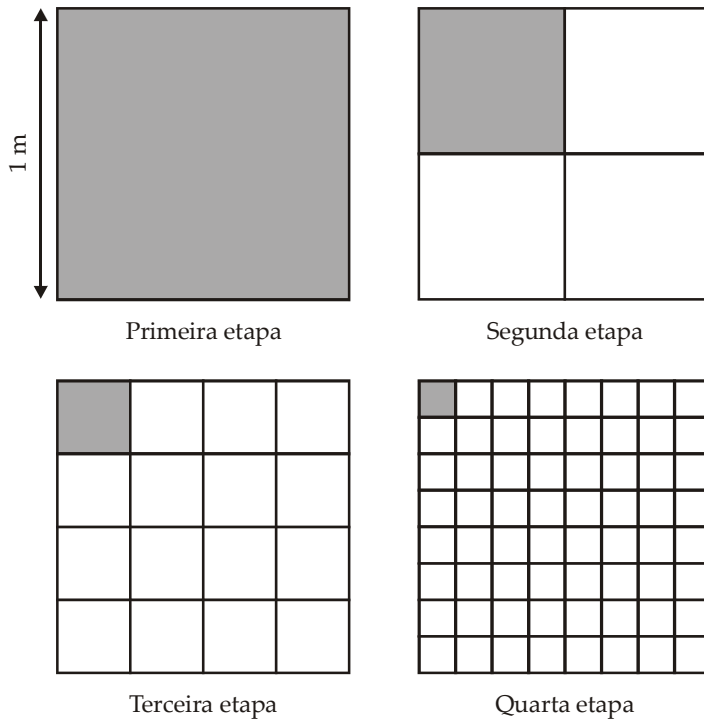 1 m
Primeira etapa
Segunda etapa
Terceira etapa
Quarta etapa